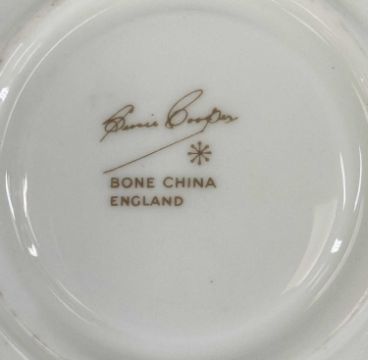 Susie Cooper
BONE CHINA
ENGLAND